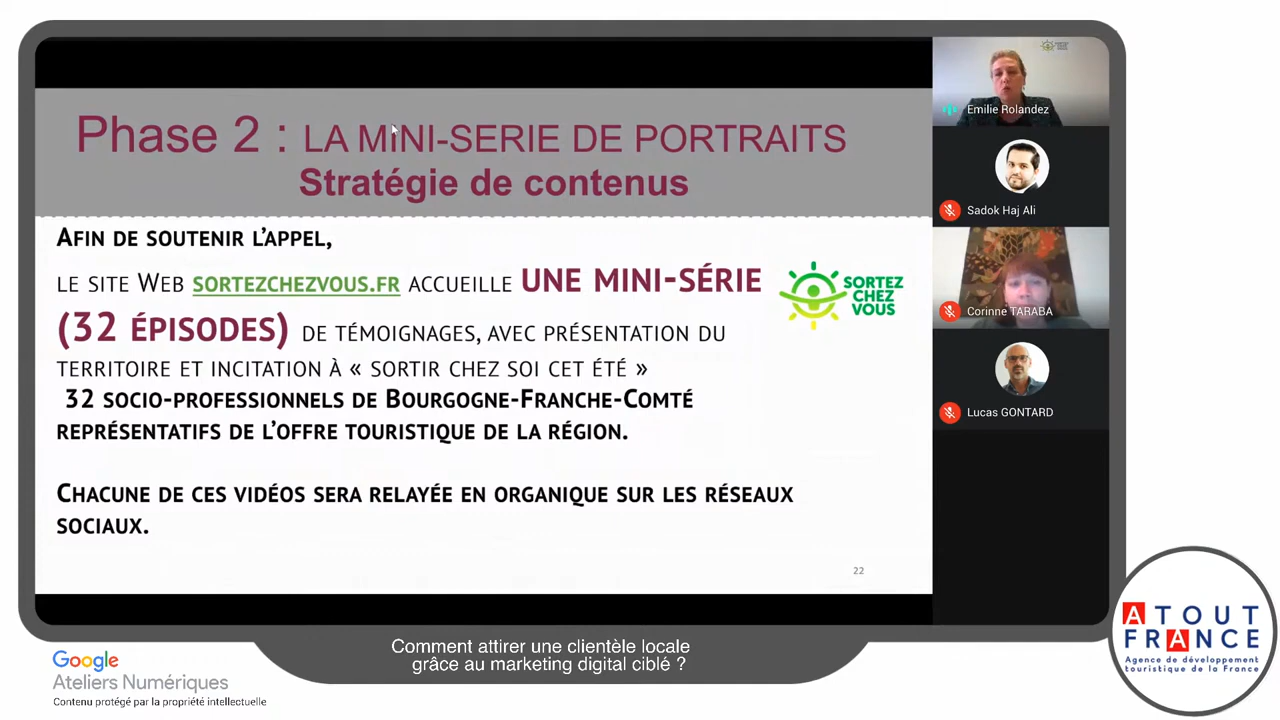 Phase 2 : LA MINI-SERIE DE PORTRAITS
Stratégie de contenus
AFIN DE SOUTENIR L'APPEL,
LE SITE WEB SORTEZCHEZVOUS.FR ACCUEILLE UNE MINI-SÉRIE
(32 ÉPISODES) DE TÉMOIGNAGES, AVEC PRÉSENTATION DU
TERRITOIRE ET INCITATION À « SORTIR CHEZ SOI CET ÉTÉ »
32 SOCIO-PROFESSIONNELS DE BOURGOGNE-FRANCHE-COMTÉ
REPRÉSENTATIFS DE L'OFFRE TOURISTIQUE DE LA RÉGION.
CHACUNE DE CES VIDÉOS SERA RELAYÉE EN ORGANIQUE SUR LES RÉSEAUX
SOCIAUX.
SORTEZ
CHEZ
VOUS
22
Emilie Rolandez
Sadok Haj Ali
Corinne TARABA
Lucas GONTARD
Comment attirer une clientèle locale
grâce au marketing digital ciblé ?
Google
Ateliers Numériques
Contenu protégé par la propriété intellectuelle
ATOUT
FRANCE
Agence de développement
touristique de la France